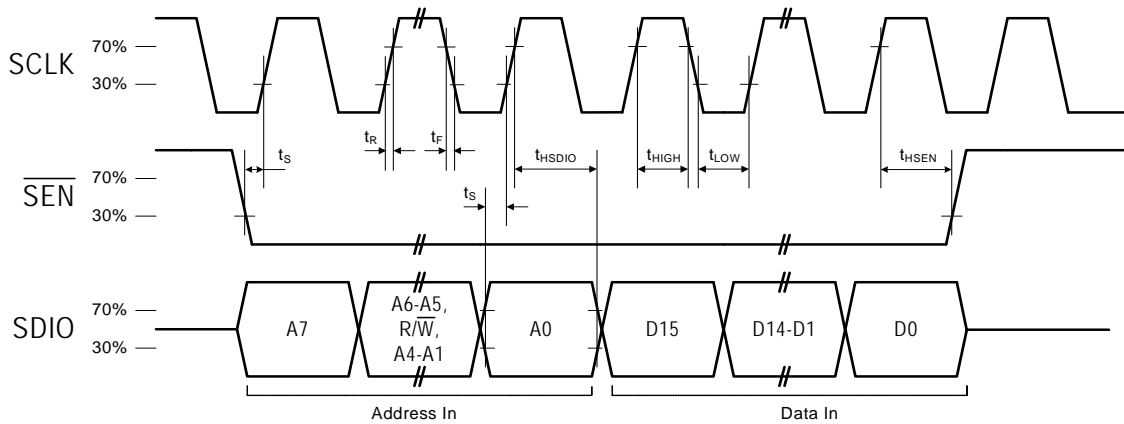 SCLK
70%
30%
tR
tF
tS
tHSDIO
tHIGH
tLOW
tHSEN
SEN
70%
30%
tS
SDIO
70%
30%
A7
A6-A5,
R/W,
A4-A1
A0
D15
D14-D1
D0
Address In
Data In